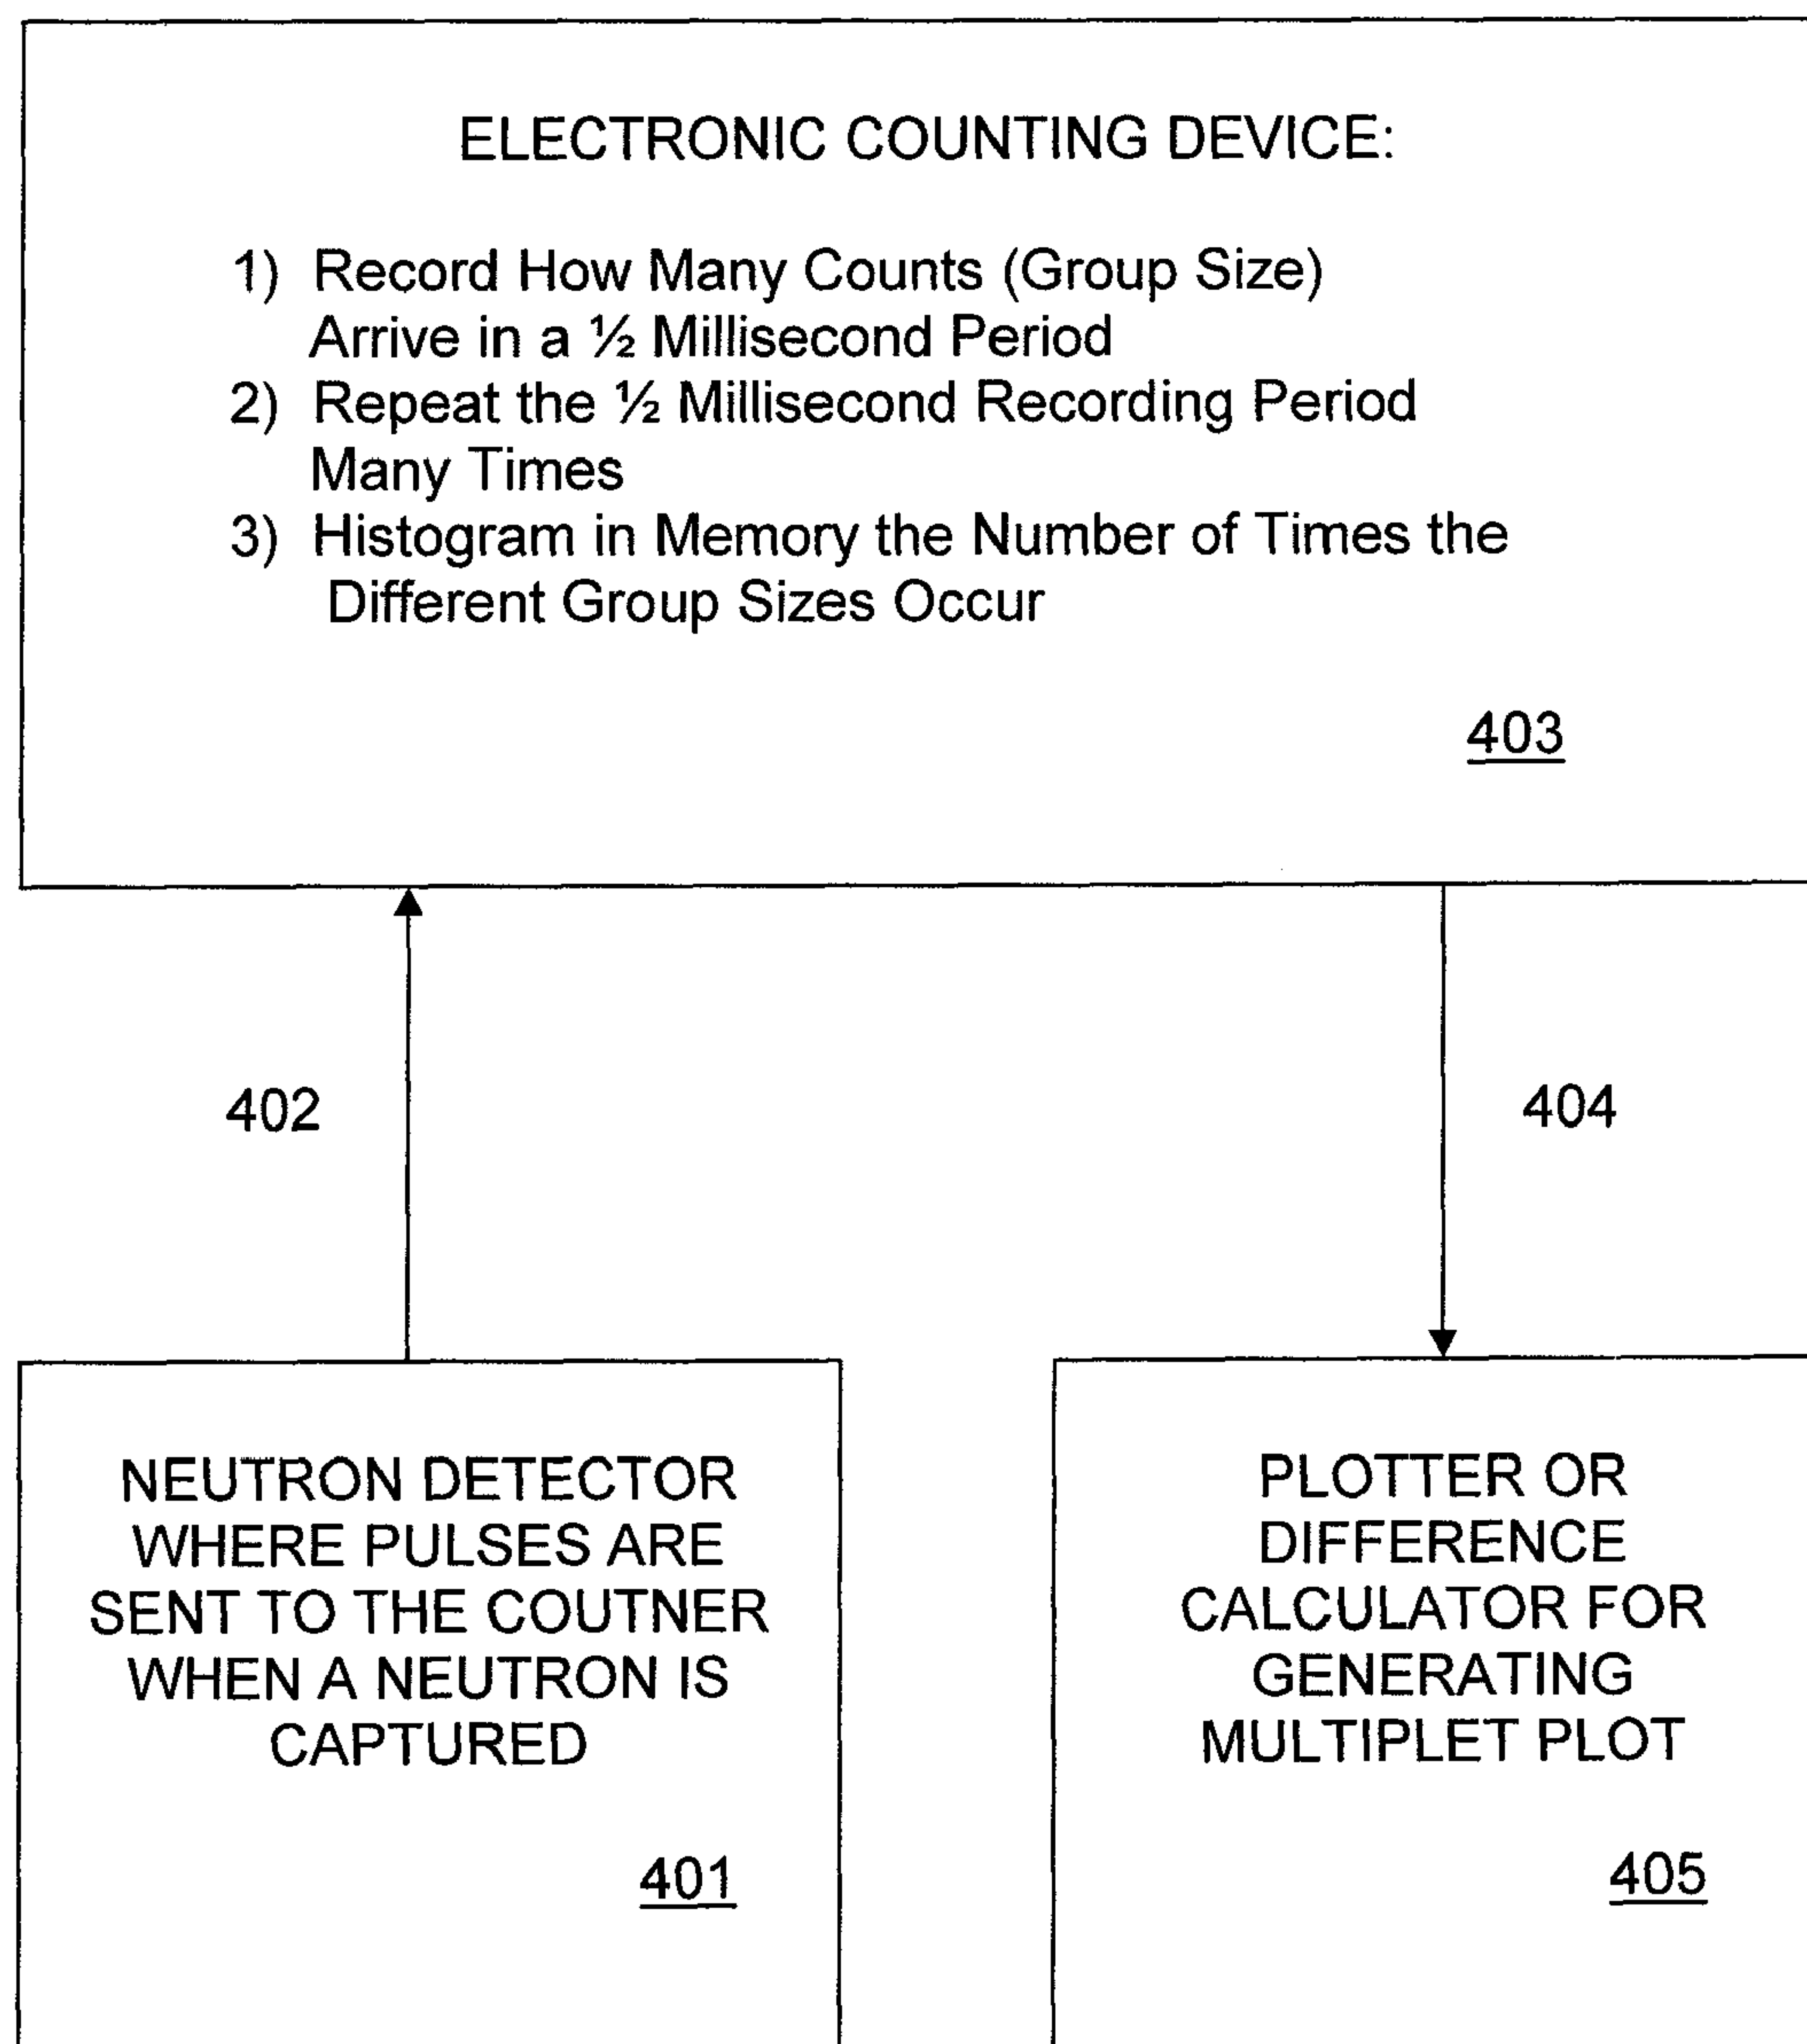 ELECTRONIC COUNTING DEVICE:
1) Record How Many Counts (Group Size)
Arrive in a ½ Millisecond Period
2) Repeat the ½ Millisecond Recording Period
Many Times
3) Histogram in Memory the Number of Times the
Different Group Sizes Occur
403
402
404
NEUTRON DETECTOR
WHERE PULSES ARE
SENT TO THE COUTNER
WHEN A NEUTRON IS
CAPTURED
401
PLOTTER OR
DIFFERENCE
CALCULATOR FOR
GENERATING
MULTIPLET PLOT
405